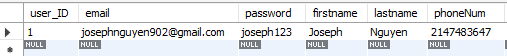 user_ID email password firstname lastname phoneNum
1 josephnguyen902@gmail.com joseph123 Joseph Nguyen 2147483647
NULL NULL NULL NULL NULL NULL